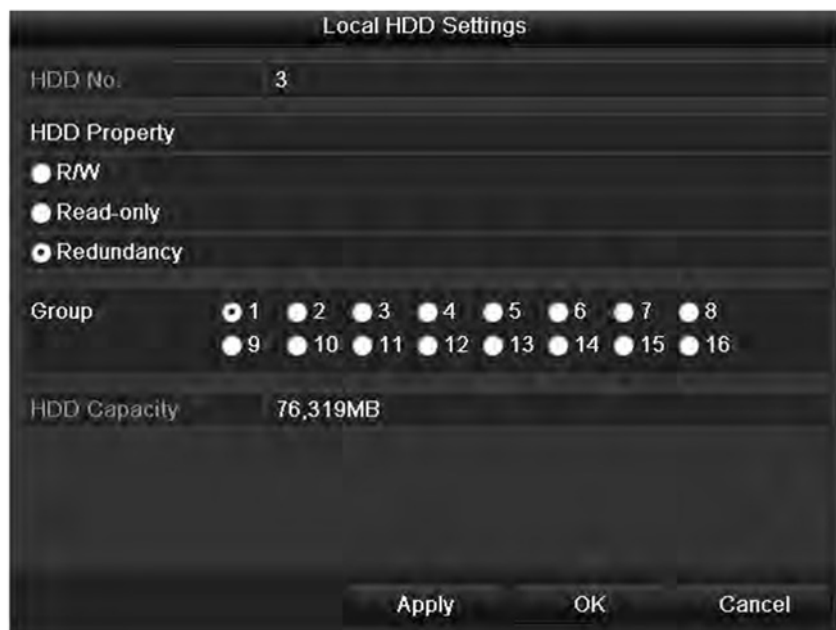 Local HDD Settings
HDD No. 3
HDD Property
R/W
Read-only
Redundancy
Group 1 2 3 4 5 6 7 8
9 10 11 12 13 14 15 16
HDD Capacity 76,319MB
Apply OK Cancel